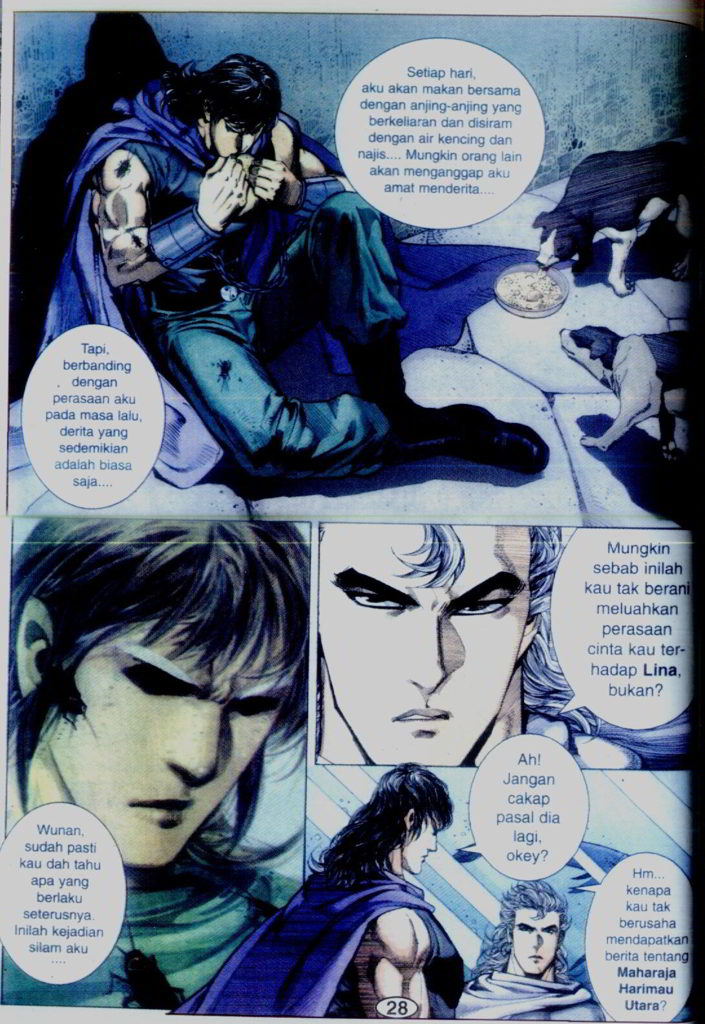 Setiap hari,
aku akan makan bersama
dengan anjing-anjing yang
berkeliaran dan disiram
dengan air kencing dan
najis.... Mungkin orang lain
akan menganggap aku
amat menderita....
Tapi,
berbanding
dengan
perasaan aku
pada masa lalu,
derita yang
sedemikian
adalah biasa
saja....
Mungkin
sebab inilah
kau tak berani
meluahkan
perasaan
cinta kau ter-
hadap Lina,
bukan?
Wunan,
sudah pasti
kau dah tahu
apa yang
berlaku
seterusnya.
Inilah kejadian
silam aku
....
Ah!
Jangan
cakap
pasal dia
lagi,
okey?
Hm...
kenapa
kau tak
berusaha
mendapatkan
berita tentang
Maharaja
Harimau
Utara?
28